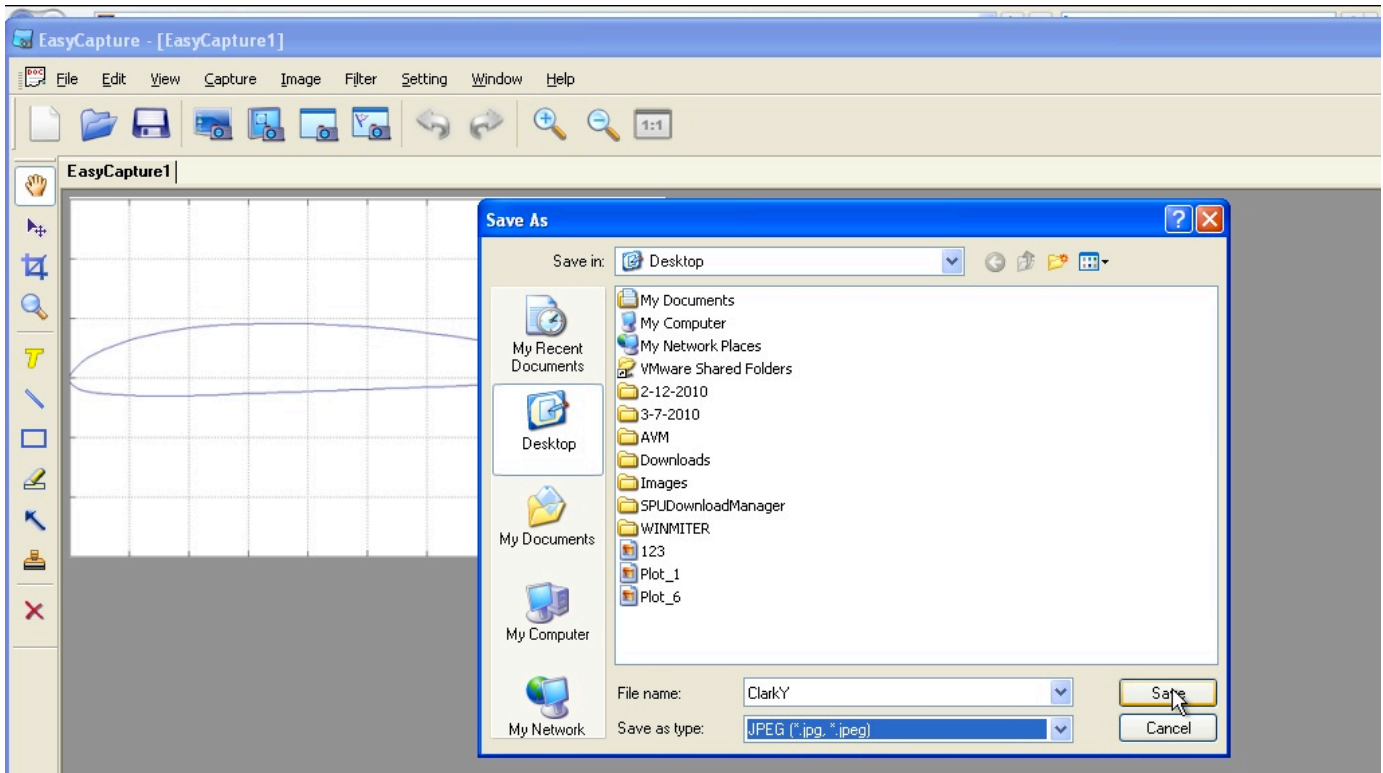 EasyCapture - [EasyCapture1]
DOC File Edit View Capture Image Filter Setting Window Help
1:1
EasyCapture1
Save As
Save in: Desktop
My Recent Documents
Desktop
My Documents
My Computer
My Network
My Documents
My Computer
My Network Places
VMware Shared Folders
2-12-2010
3-7-2010
AVM
Downloads
Images
SPUDownloadManager
WINMITER
123
Plot_1
Plot_6
File name: ClarkY Save
Save as type: JPEG (*.jpg, *.jpeg) Cancel